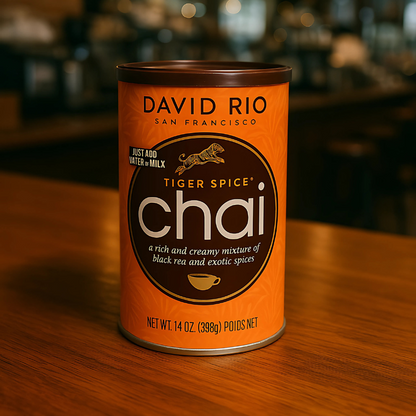 DAVID RIO
SAN FRANCISCO
JUST ADD
WATER or MILX
TIGER SPICE®
chai
a rich and creamy mixture of
black rea and exotic spices
NET WT. 14 OZ. (398g) POIDS NET